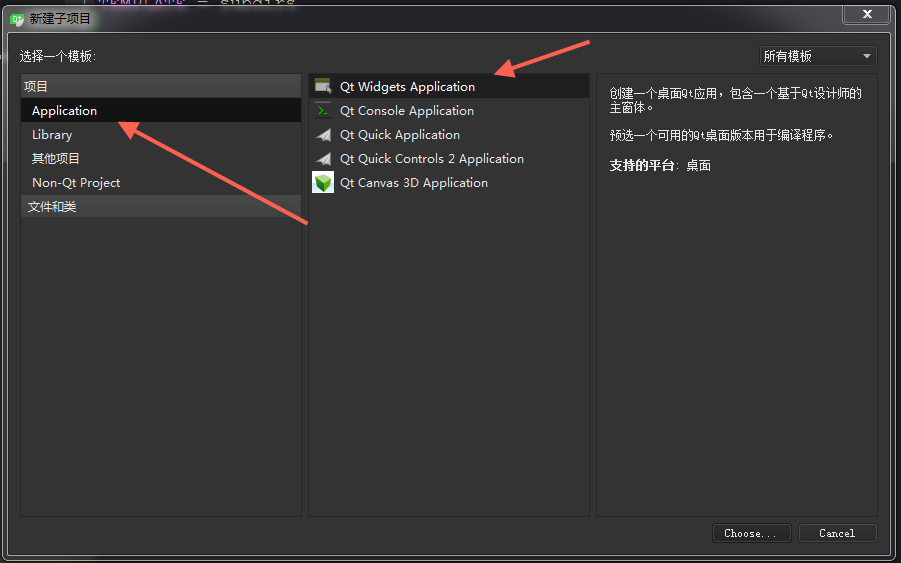 TEMPLATE = subdirs
新建子项目
选择一个模板:
所有模板
项目
Application
Library
其他项目
Non-Qt Project
文件和类
Qt Widgets Application
Qt Console Application
Qt Quick Application
Qt Quick Controls 2 Application
Qt Canvas 3D Application
创建一个桌面Qt应用，包含一个基于Qt设计师的
主窗体。
预选一个可用的Qt桌面版本用于编译程序。
支持的平台: 桌面
Choose...
Cancel